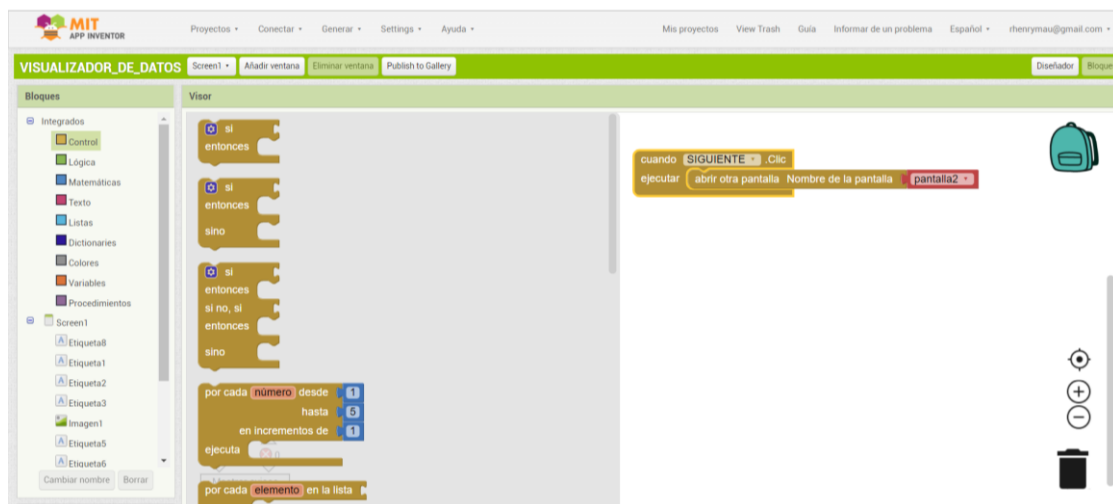 MIT
APP INVENTOR
Proyectos Conectar Generar Settings Ayuda Mis proyectos View Trash Guía Informar de un problema Español rhenrymau@gmail.com
VISUALIZADOR_DE_DATOS Screen1 Añadir ventana Eliminar ventana Publish to Gallery Diseñador Bloque
Bloques
Integrados
Control
Lógica
Matemáticas
Texto
Listas
Dictionaries
Colores
Variables
Procedimientos
Screen1
Etiqueta8
Etiqueta1
Etiqueta2
Etiqueta3
Imagen1
Etiqueta5
Etiqueta6
Cambiar nombre Borrar
Visor
si
entonces
si
entonces
sino
si
entonces
si no, si
entonces
sino
por cada número desde 1
hasta 5
en incrementos de 1
ejecuta
0
por cada elemento en la lista
cuando SIGUIENTE .Clic
ejecutar abrir otra pantalla Nombre de la pantalla pantalla2